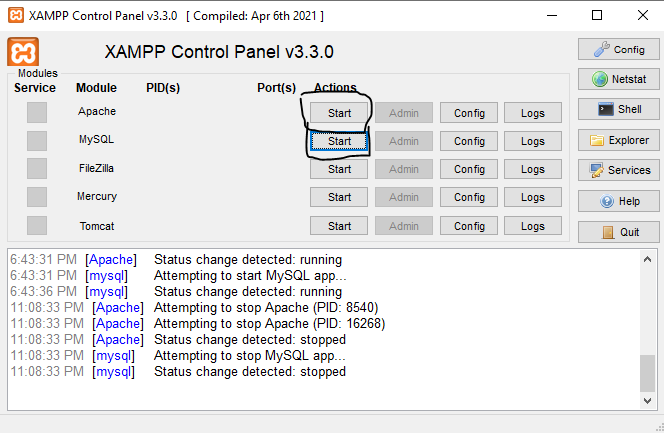 XAMPP Control Panel v3.3.0 [ Compiled: Apr 6th 2021 ]
XAMPP Control Panel v3.3.0
Config
Netstat
Shell
Explorer
Services
Help
Quit
Modules
Service Module PID(s) Port(s) Actions
Apache Start Admin Config Logs
MySQL Start Admin Config Logs
FileZilla Start Admin Config Logs
Mercury Start Admin Config Logs
Tomcat Start Admin Config Logs
6:43:31 PM [Apache] Status change detected: running
6:43:31 PM [mysql] Attempting to start MySQL app...
6:43:36 PM [mysql] Status change detected: running
11:08:33 PM [Apache] Attempting to stop Apache (PID: 8540)
11:08:33 PM [Apache] Attempting to stop Apache (PID: 16268)
11:08:33 PM [Apache] Status change detected: stopped
11:08:33 PM [mysql] Attempting to stop MySQL app...
11:08:33 PM [mysql] Status change detected: stopped